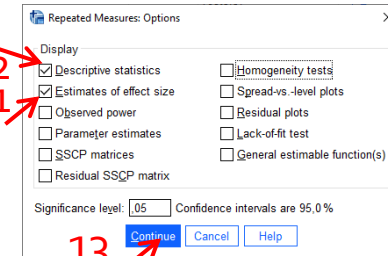 Repeated Measures: Options
Display
Descriptive statistics
Homogeneity tests
2
Estimates of effect size
Spread-vs.-level plots
1
Observed power
Residual plots
Parameter estimates
Lack-of-fit test
SSCP matrices
General estimable function(s)
Residual SSCP matrix
Significance level: ,05 Confidence intervals are 95,0 %
Continue Cancel Help
13